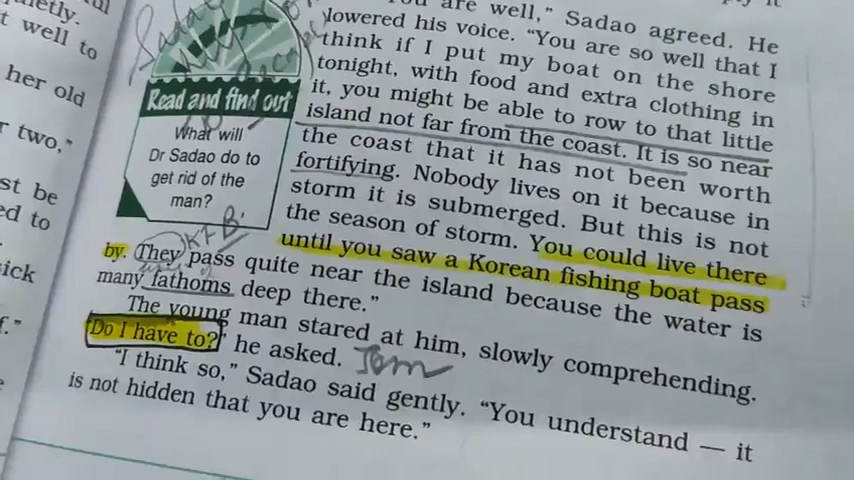 uietly.
t well to
her old
r two,"
st be
ed to
sick
f."
Read and find out
What will
Dr Sadao do to
get rid of the
man?
are well," Sadao agreed. He
lowered his voice. "You are so well that I
think if I put my boat on the shore
tonight, with food and extra clothing in
it, you might be able to row to that little
island not far from the coast. It is so near
the coast that it has not been worth
fortifying. Nobody lives on it because in
storm it is submerged. But this is not
the season of storm. You could live there
until you saw a Korean fishing boat pass
by. They pass quite near the island because the water is
many fathoms deep there."
The young man stared at him, slowly comprehending.
"Do I have to?" he asked. Tom
"I think so," Sadao said gently. "You understand — it
is not hidden that you are here."
K7B'